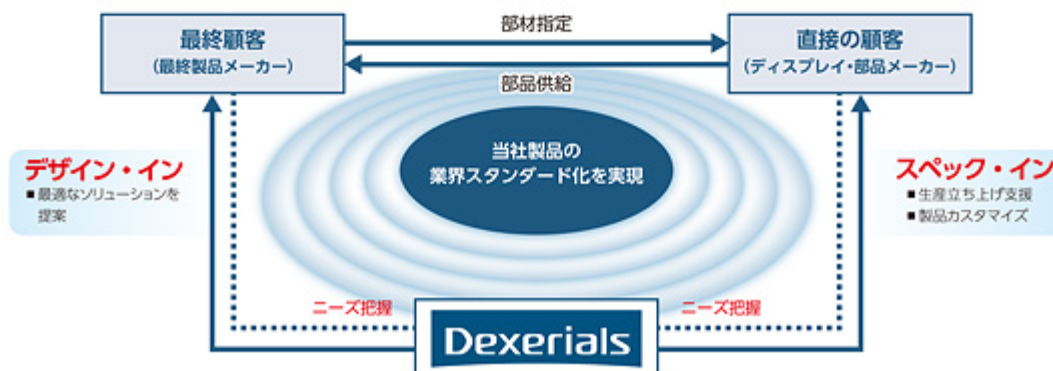 部材指定
最終顧客
(最終製品メーカー)
直接の顧客
(ディスプレイ・部品メーカー)
部品供給
当社製品の
業界スタンダード化を実現
デザイン・イン
■最適なソリューションを
提案
スペック・イン
■生産立ち上げ支援
■製品カスタマイズ
ニーズ把握
ニーズ把握
Dexerials